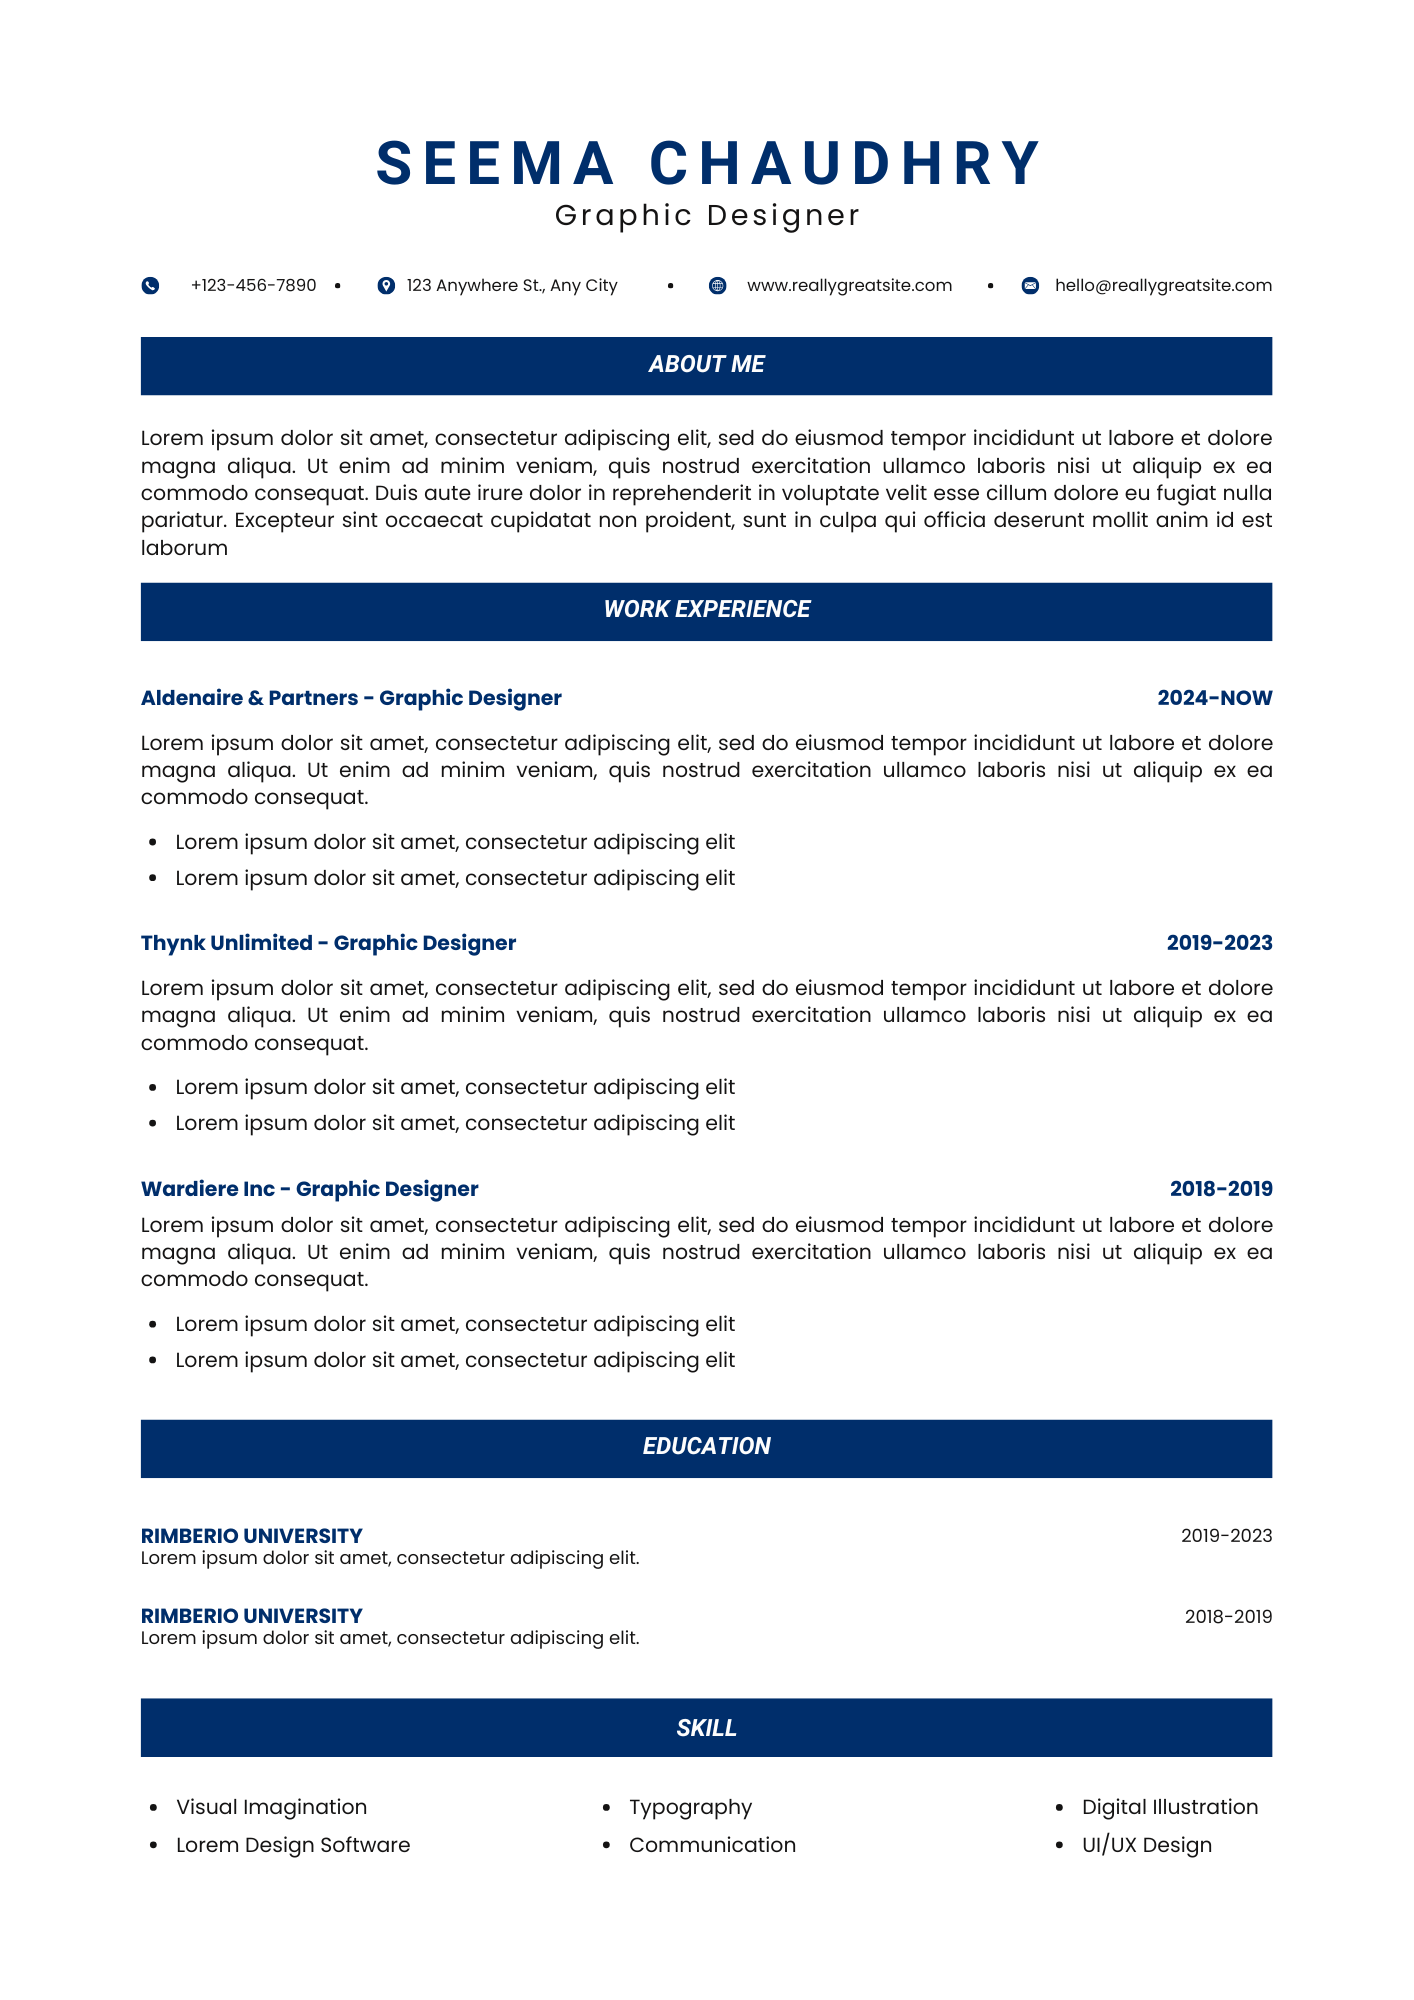 SEEMA CHAUDHRY
Graphic Designer
+123-456-7890 • 123 Anywhere St., Any City • www.reallygreatsite.com • hello@reallygreatsite.com
ABOUT ME
Lorem ipsum dolor sit amet, consectetur adipiscing elit, sed do eiusmod tempor incididunt ut labore et dolore
magna aliqua. Ut enim ad minim veniam, quis nostrud exercitation ullamco laboris nisi ut aliquip ex ea
commodo consequat. Duis aute irure dolor in reprehenderit in voluptate velit esse cillum dolore eu fugiat nulla
pariatur. Excepteur sint occaecat cupidatat non proident, sunt in culpa qui officia deserunt mollit anim id est
laborum
WORK EXPERIENCE
Aldenaire & Partners - Graphic Designer 2024-NOW
Lorem ipsum dolor sit amet, consectetur adipiscing elit, sed do eiusmod tempor incididunt ut labore et dolore
magna aliqua. Ut enim ad minim veniam, quis nostrud exercitation ullamco laboris nisi ut aliquip ex ea
commodo consequat.
• Lorem ipsum dolor sit amet, consectetur adipiscing elit
• Lorem ipsum dolor sit amet, consectetur adipiscing elit
Thynk Unlimited - Graphic Designer 2019-2023
Lorem ipsum dolor sit amet, consectetur adipiscing elit, sed do eiusmod tempor incididunt ut labore et dolore
magna aliqua. Ut enim ad minim veniam, quis nostrud exercitation ullamco laboris nisi ut aliquip ex ea
commodo consequat.
• Lorem ipsum dolor sit amet, consectetur adipiscing elit
• Lorem ipsum dolor sit amet, consectetur adipiscing elit
Wardiere Inc - Graphic Designer 2018-2019
Lorem ipsum dolor sit amet, consectetur adipiscing elit, sed do eiusmod tempor incididunt ut labore et dolore
magna aliqua. Ut enim ad minim veniam, quis nostrud exercitation ullamco laboris nisi ut aliquip ex ea
commodo consequat.
• Lorem ipsum dolor sit amet, consectetur adipiscing elit
• Lorem ipsum dolor sit amet, consectetur adipiscing elit
EDUCATION
RIMBERIO UNIVERSITY 2019-2023
Lorem ipsum dolor sit amet, consectetur adipiscing elit.
RIMBERIO UNIVERSITY 2018-2019
Lorem ipsum dolor sit amet, consectetur adipiscing elit.
SKILL
• Visual Imagination • Typography • Digital Illustration
• Lorem Design Software • Communication • UI/UX Design